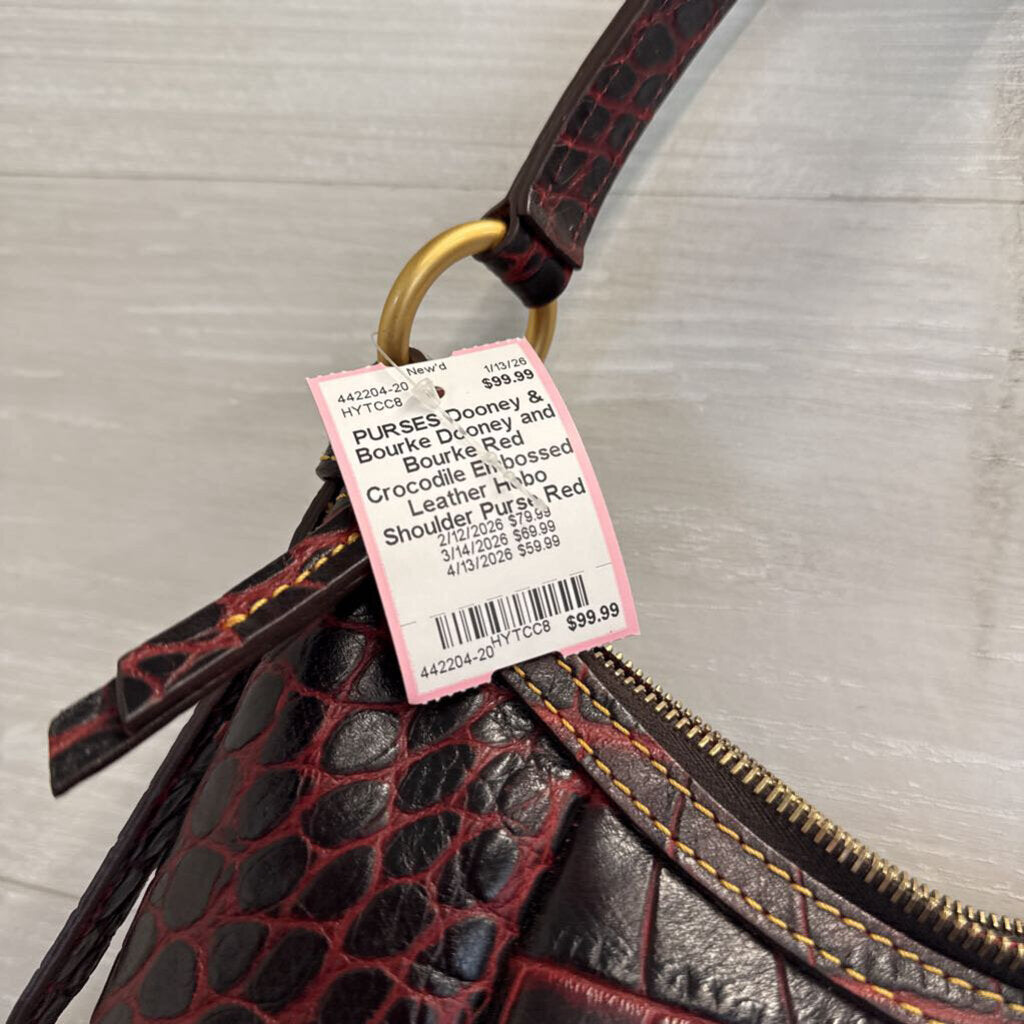 New'd
442204-20 1/13/26
HYTCC8 $99.99
PURSES Dooney &
Bourke Dooney and
Bourke Red
Crocodile Embossed
Leather Hobo
Shoulder Purse Red
2/12/2026 $79.99
3/14/2026 $69.99
4/13/2026 $59.99
HYTCC8 $99.99
442204-20